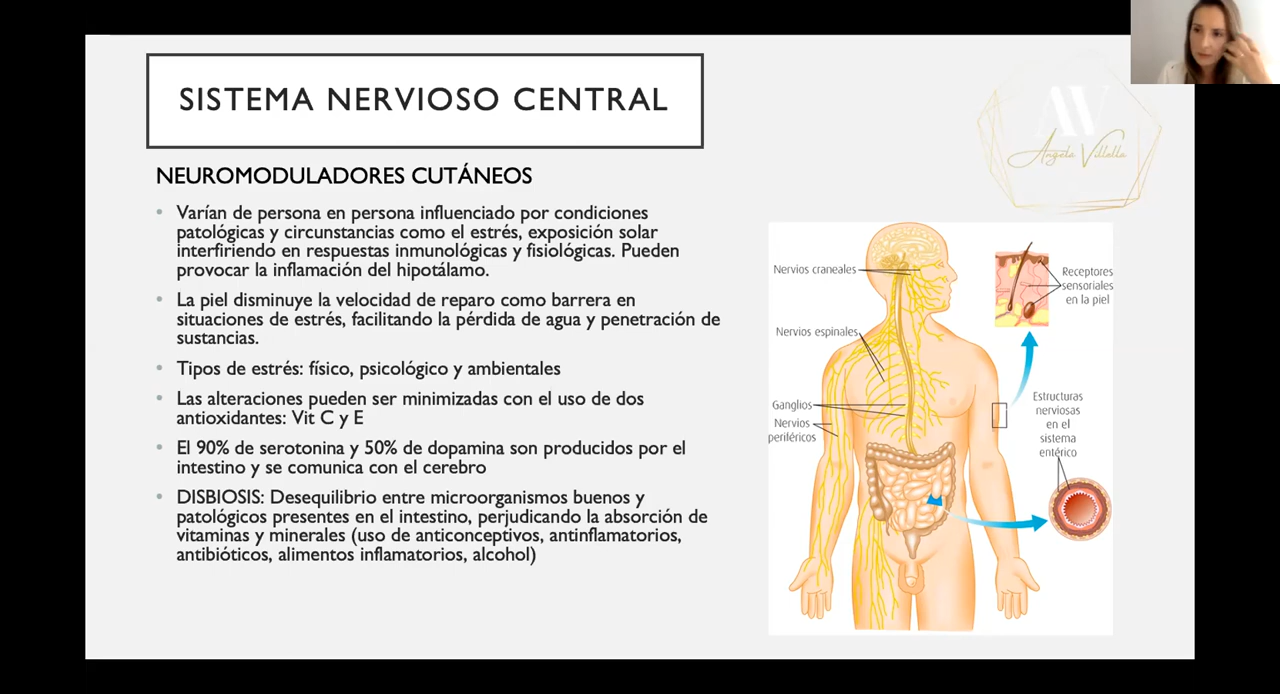 SISTEMA NERVIOSO CENTRAL
AV
Angela Villella
NEUROMODULADORES CUTÁNEOS
• Varían de persona en persona influenciado por condiciones
patológicas y circunstancias como el estrés, exposición solar
interfiriendo en respuestas inmunológicas y fisiológicas. Pueden
provocar la inflamación del hipotálamo.
• La piel disminuye la velocidad de reparo como barrera en
situaciones de estrés, facilitando la pérdida de agua y penetración de
sustancias.
• Tipos de estrés: físico, psicológico y ambientales
• Las alteraciones pueden ser minimizadas con el uso de dos
antioxidantes: Vit C y E
• El 90% de serotonina y 50% de dopamina son producidos por el
intestino y se comunica con el cerebro
• DISBIOSIS: Desequilibrio entre microorganismos buenos y
patológicos presentes en el intestino, perjudicando la absorción de
vitaminas y minerales (uso de anticonceptivos, antinflamatorios,
antibióticos, alimentos inflamatorios, alcohol)
Nervios craneales
Nervios espinales
Ganglios
Nervios
periféricos
Receptores
sensoriales
en la piel
Estructuras
nerviosas
en el
sistema
entérico